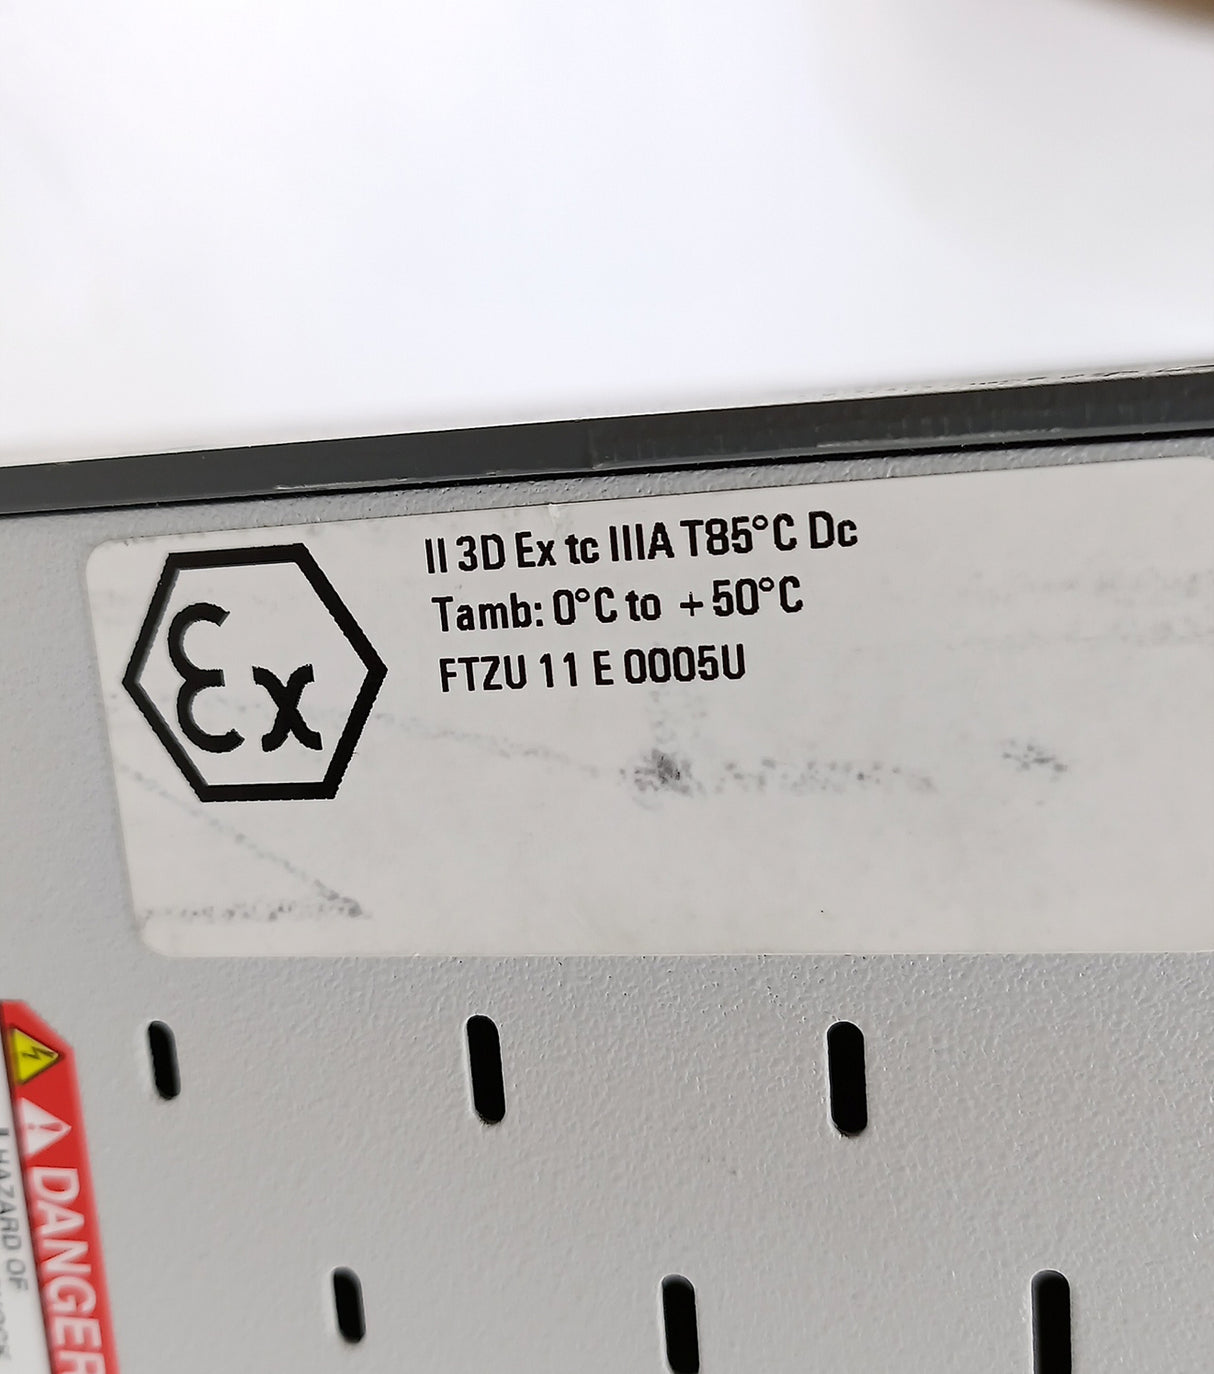 Ex
II 3D Ex tc IIIA T85°C Dc
Tamb: 0°C to +50°C
FTZU 11 E 0005U
DANGER
HAZARD OF